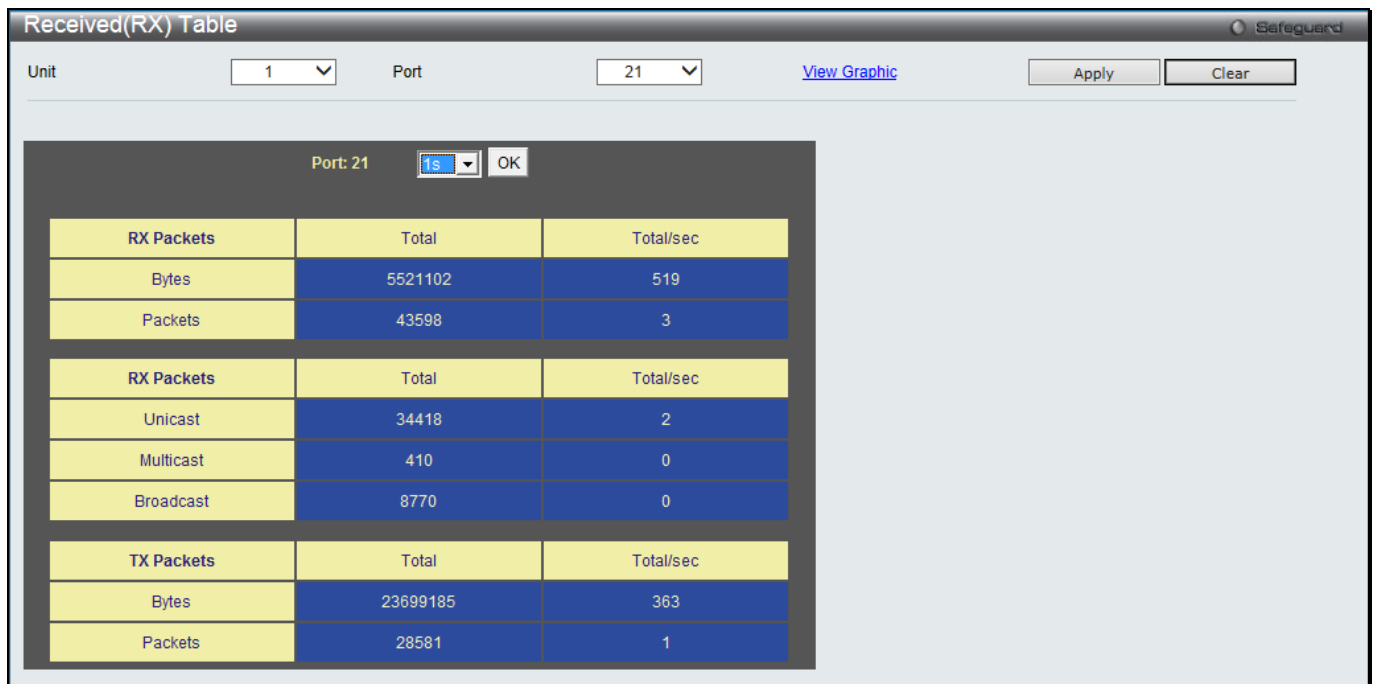 Received(RX) Table
Safeguard
Unit 1 Port 21 View Graphic Apply Clear
Port: 21 1s OK
RX Packets Total Total/sec
Bytes 5521102 519
Packets 43598 3
RX Packets Total Total/sec
Unicast 34418 2
Multicast 410 0
Broadcast 8770 0
TX Packets Total Total/sec
Bytes 23699185 363
Packets 28581 1